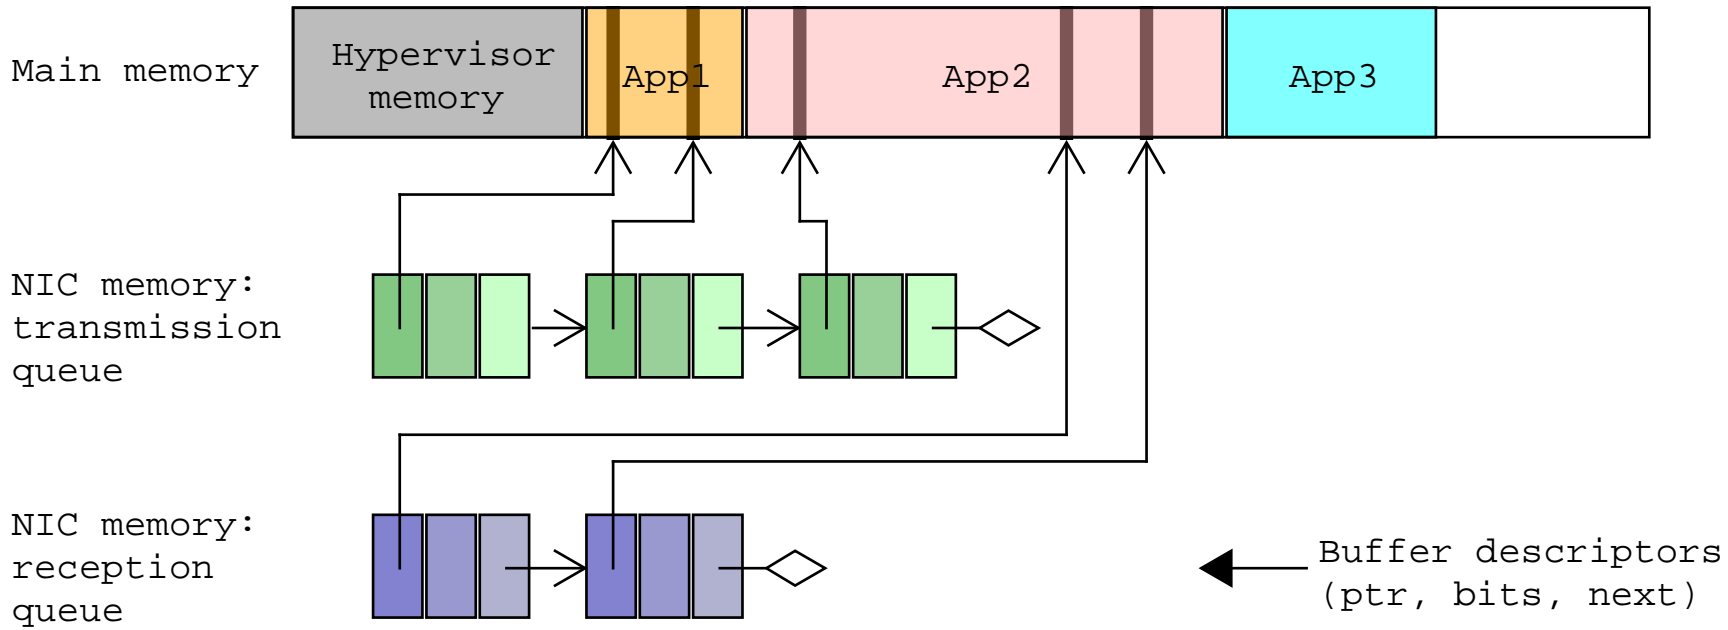 Main memory
Hypervisor
memory
App1
App2
App3
NIC memory:
transmission
queue
NIC memory:
reception
queue
Buffer descriptors
(ptr, bits, next)